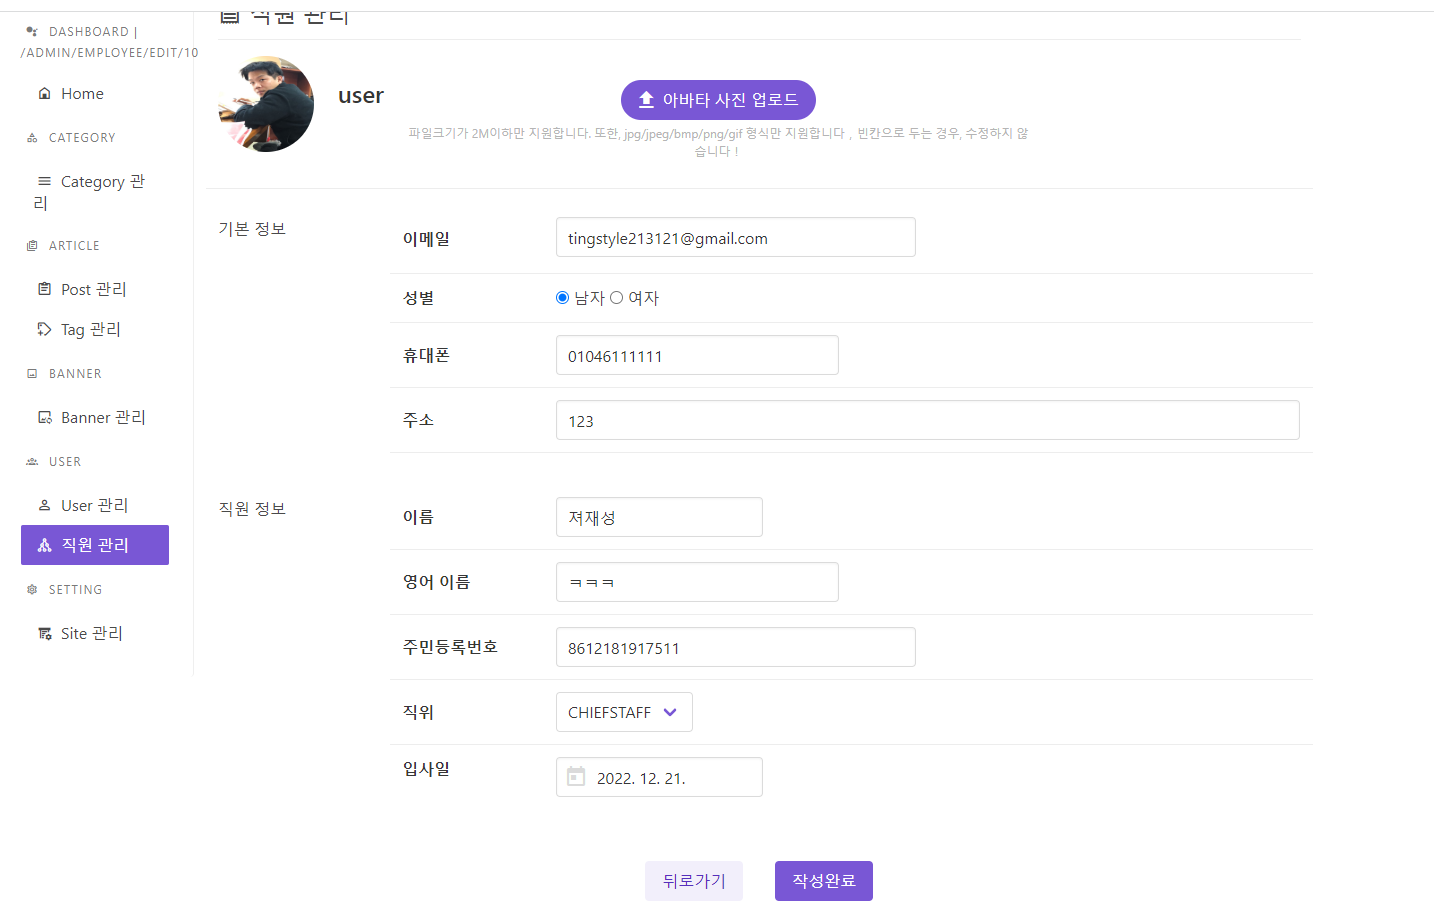 직원 관리
DASHBOARD |
/ADMIN/EMPLOYEE/EDIT/10
Home
CATEGORY
Category 관
리
ARTICLE
Post 관리
Tag 관리
BANNER
Banner 관리
USER
User 관리
직원 관리
SETTING
Site 관리
user
아바타 사진 업로드
파일크기가 2M이하만 지원합니다. 또한, jpg/jpeg/bmp/png/gif 형식만 지원합니다 , 빈칸으로 두는 경우, 수정하지 않
습니다 !
기본 정보
이메일
tingstyle213121@gmail.com
성별
남자 여자
휴대폰
01046111111
주소
123
직원 정보
이름
져재성
영어 이름
ㅋㅋㅋ
주민등록번호
8612181917511
직위
CHIEFSTAFF
입사일
2022. 12. 21.
뒤로가기
작성완료